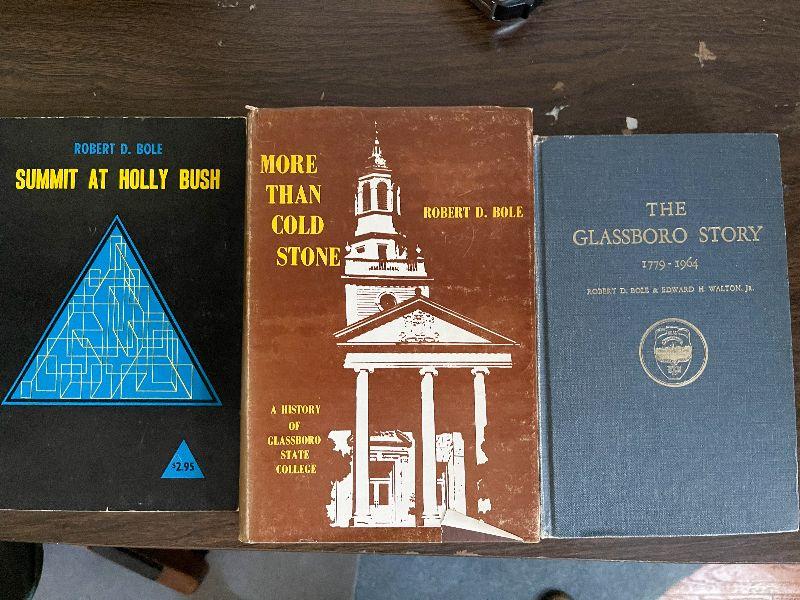 ROBERT D. BOLE
SUMMIT AT HOLLY BUSH
$2.95
MORE
THAN
COLD
STONE
ROBERT D. BOLE
A HISTORY
OF
GLASSBORO
STATE
COLLEGE
THE
GLASSBORO STORY
1779-1964
ROBERT D. BOLE & EDWARD H. WALTON, JR.